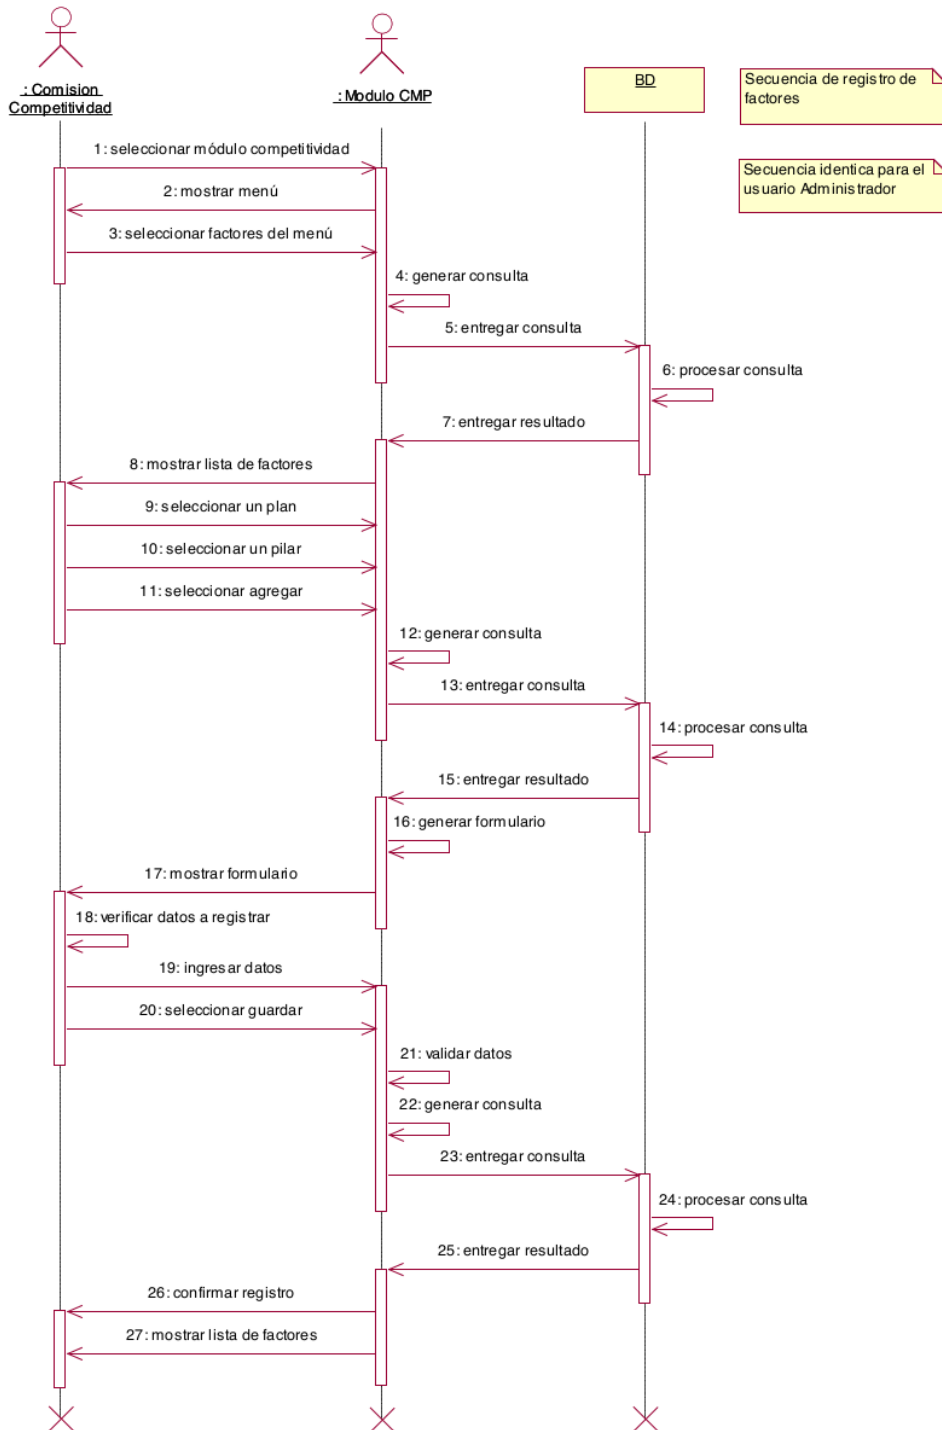 : Comision
Competitividad
: Modulo CMP
BD
Secuencia de registro de
factores
Secuencia identica para el
usuario Administrador
1: seleccionar módulo competitividad
2: mostrar menú
3: seleccionar factores del menú
4: generar consulta
5: entregar consulta
6: procesar consulta
7: entregar resultado
8: mostrar lista de factores
9: seleccionar un plan
10: seleccionar un pilar
11: seleccionar agregar
12: generar consulta
13: entregar consulta
14: procesar consulta
15: entregar resultado
16: generar formulario
17: mostrar formulario
18: verificar datos a registrar
19: ingresar datos
20: seleccionar guardar
21: validar datos
22: generar consulta
23: entregar consulta
24: procesar consulta
25: entregar resultado
26: confirmar registro
27: mostrar lista de factores